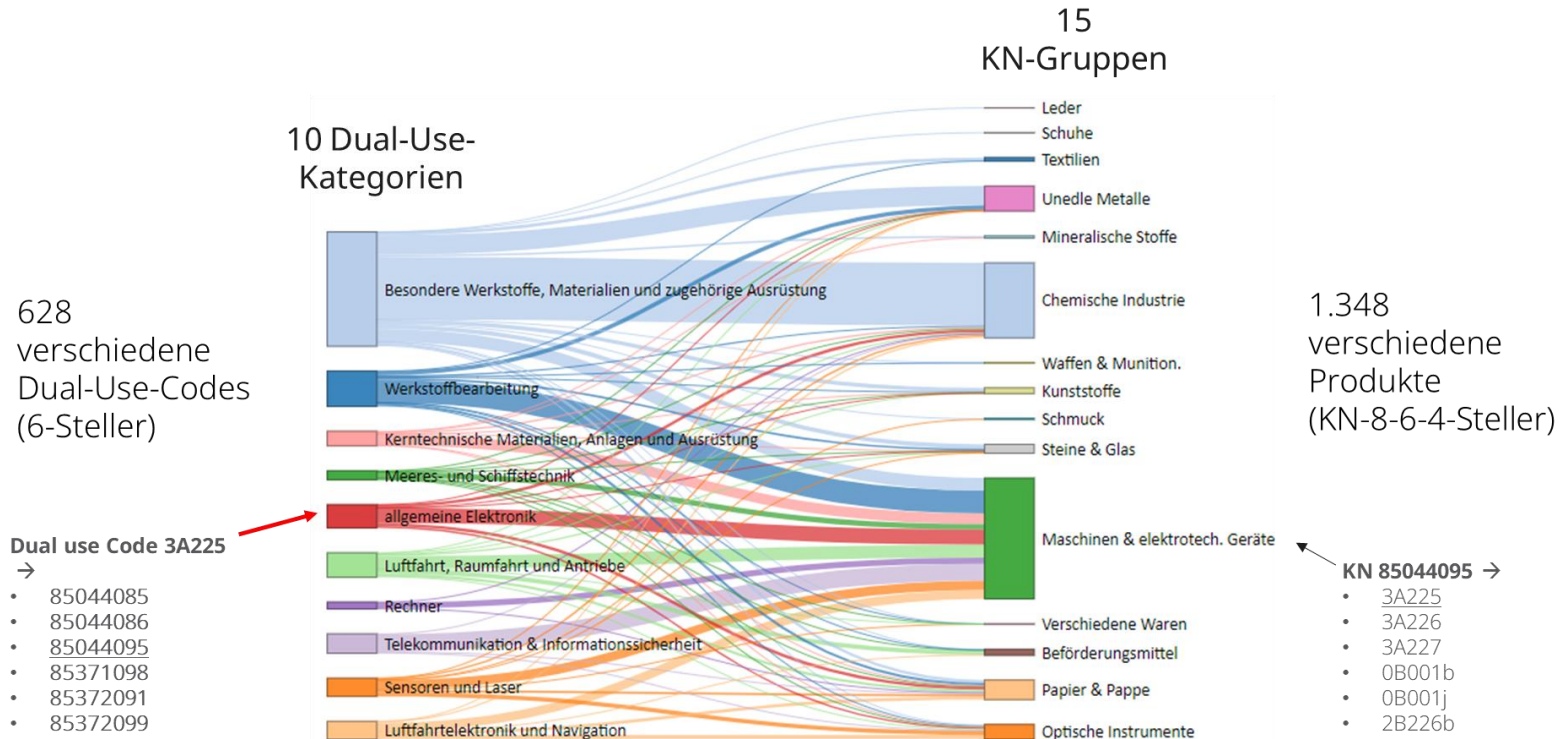 15
KN-Gruppen
10 Dual-Use-
Kategorien
628
verschiedene
Dual-Use-Codes
(6-Steller)
Dual use Code 3A225
→
• 85044085
• 85044086
• 85044095
• 85371098
• 85372091
• 85372099
Besondere Werkstoffe, Materialien und zugehörige Ausrüstung
Werkstoffbearbeitung
Kerntechnische Materialien, Anlagen und Ausrüstung
Meeres- und Schiffstechnik
allgemeine Elektronik
Luftfahrt, Raumfahrt und Antriebe
Rechner
Telekommunikation & Informationssicherheit
Sensoren und Laser
Luftfahrtelektronik und Navigation
Leder
Schuhe
Textilien
Unedle Metalle
Mineralische Stoffe
Chemische Industrie
Waffen & Munition.
Kunststoffe
Schmuck
Steine & Glas
Maschinen & elektrotech. Geräte
Verschiedene Waren
Beförderungsmittel
Papier & Pappe
Optische Instrumente
1.348
verschiedene
Produkte
(KN-8-6-4-Steller)
KN 85044095 →
• 3A225
• 3A226
• 3A227
• 0B001b
• 0B001j
• 2B226b